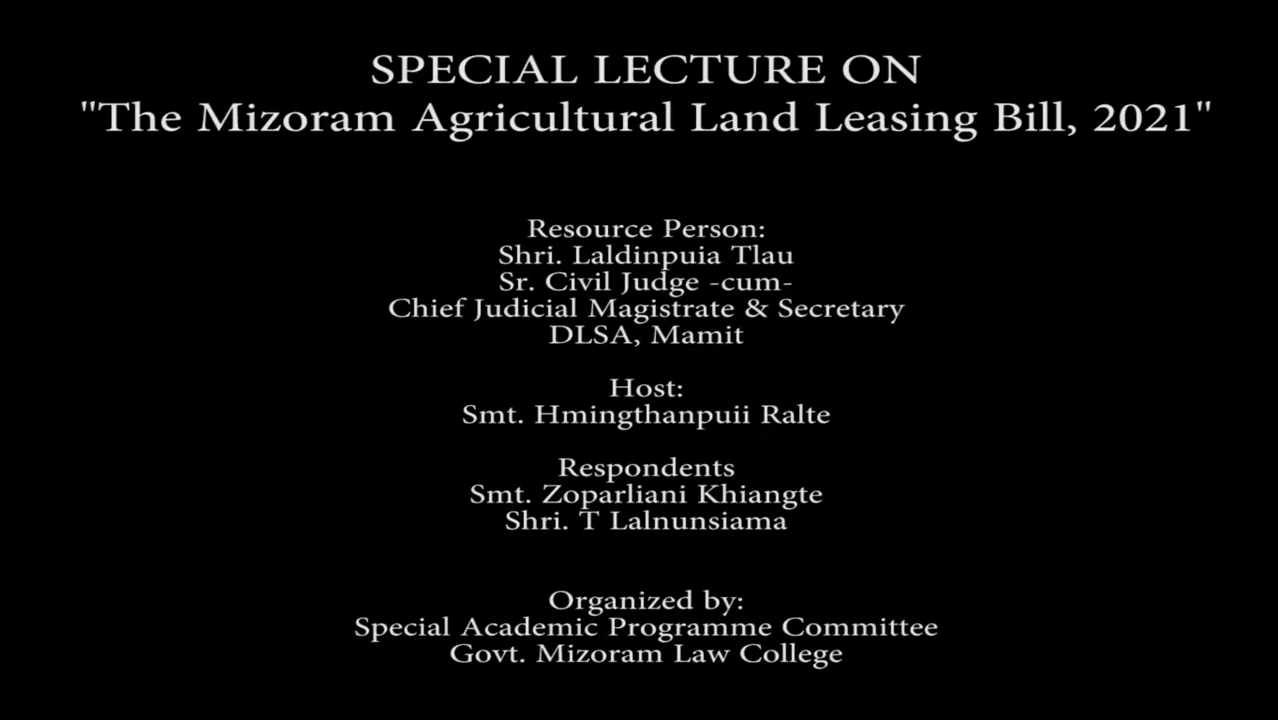 SPECIAL LECTURE ON
"The Mizoram Agricultural Land Leasing Bill, 2021"
Resource Person:
Shri. Laldinpuia Tlau
Sr. Civil Judge -cum-
Chief Judicial Magistrate & Secretary
DLSA, Mamit
Host:
Smt. Hmingthanpuii Ralte
Respondents
Smt. Zoparliani Khiangte
Shri. T Lalnunsiama
Organized by:
Special Academic Programme Committee
Govt. Mizoram Law College